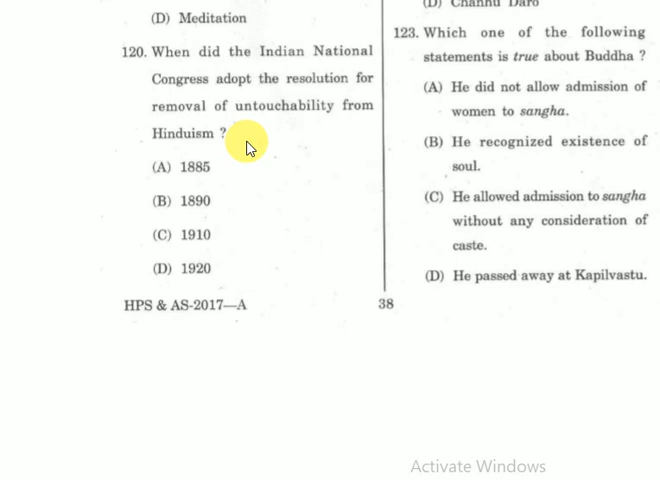 (D) Meditation
120. When did the Indian National
Congress adopt the resolution for
removal of untouchability from
Hinduism ?
(A) 1885
(B) 1890
(C) 1910
(D) 1920
HPS & AS-2017—A
38
(D) Channu Daro
123. Which one of the following
statements is true about Buddha ?
(A) He did not allow admission of
women to sangha.
(B) He recognized existence of
soul.
(C) He allowed admission to sangha
without any consideration of
caste.
(D) He passed away at Kapilvastu.
Activate Windows